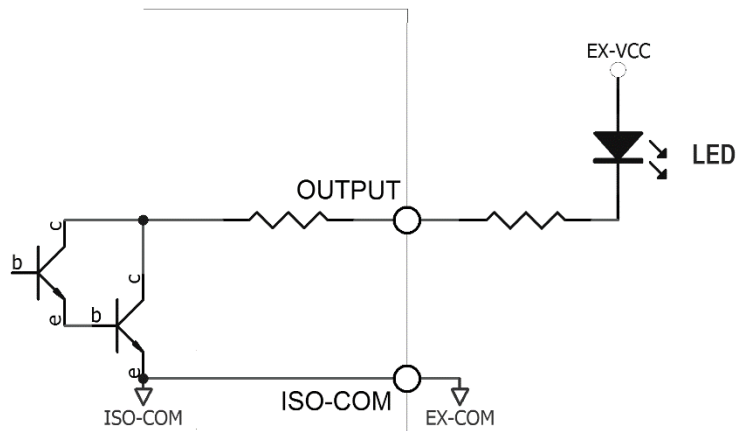 EX-VCC
LED
OUTPUT
c
b
c
e
b
e
ISO-COM
ISO-COM
EX-COM